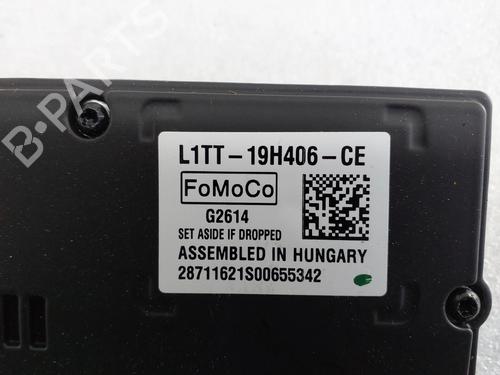 B-PARTS
L1TT-19H406-CE
FoMoCo
G2614
SET ASIDE IF DROPPED
ASSEMBLED IN HUNGARY
28711621S00655342